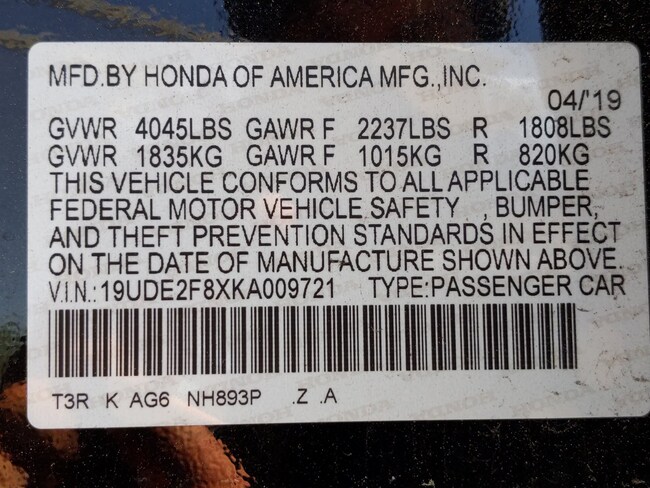 MFD.BY HONDA OF AMERICA MFG.,INC.
04/'19
GVWR 4045LBS GAWR F 2237LBS R 1808LBS
GVWR 1835KG GAWR F 1015KG R 820KG
THIS VEHICLE CONFORMS TO ALL APPLICABLE
FEDERAL MOTOR VEHICLE SAFETY , BUMPER,
AND THEFT PREVENTION STANDARDS IN EFFECT
ON THE DATE OF MANUFACTURE SHOWN ABOVE.
V.I.N.:19UDE2F8XKA009721 TYPE:PASSENGER CAR
T3R K AG6 NH893P .Z .A